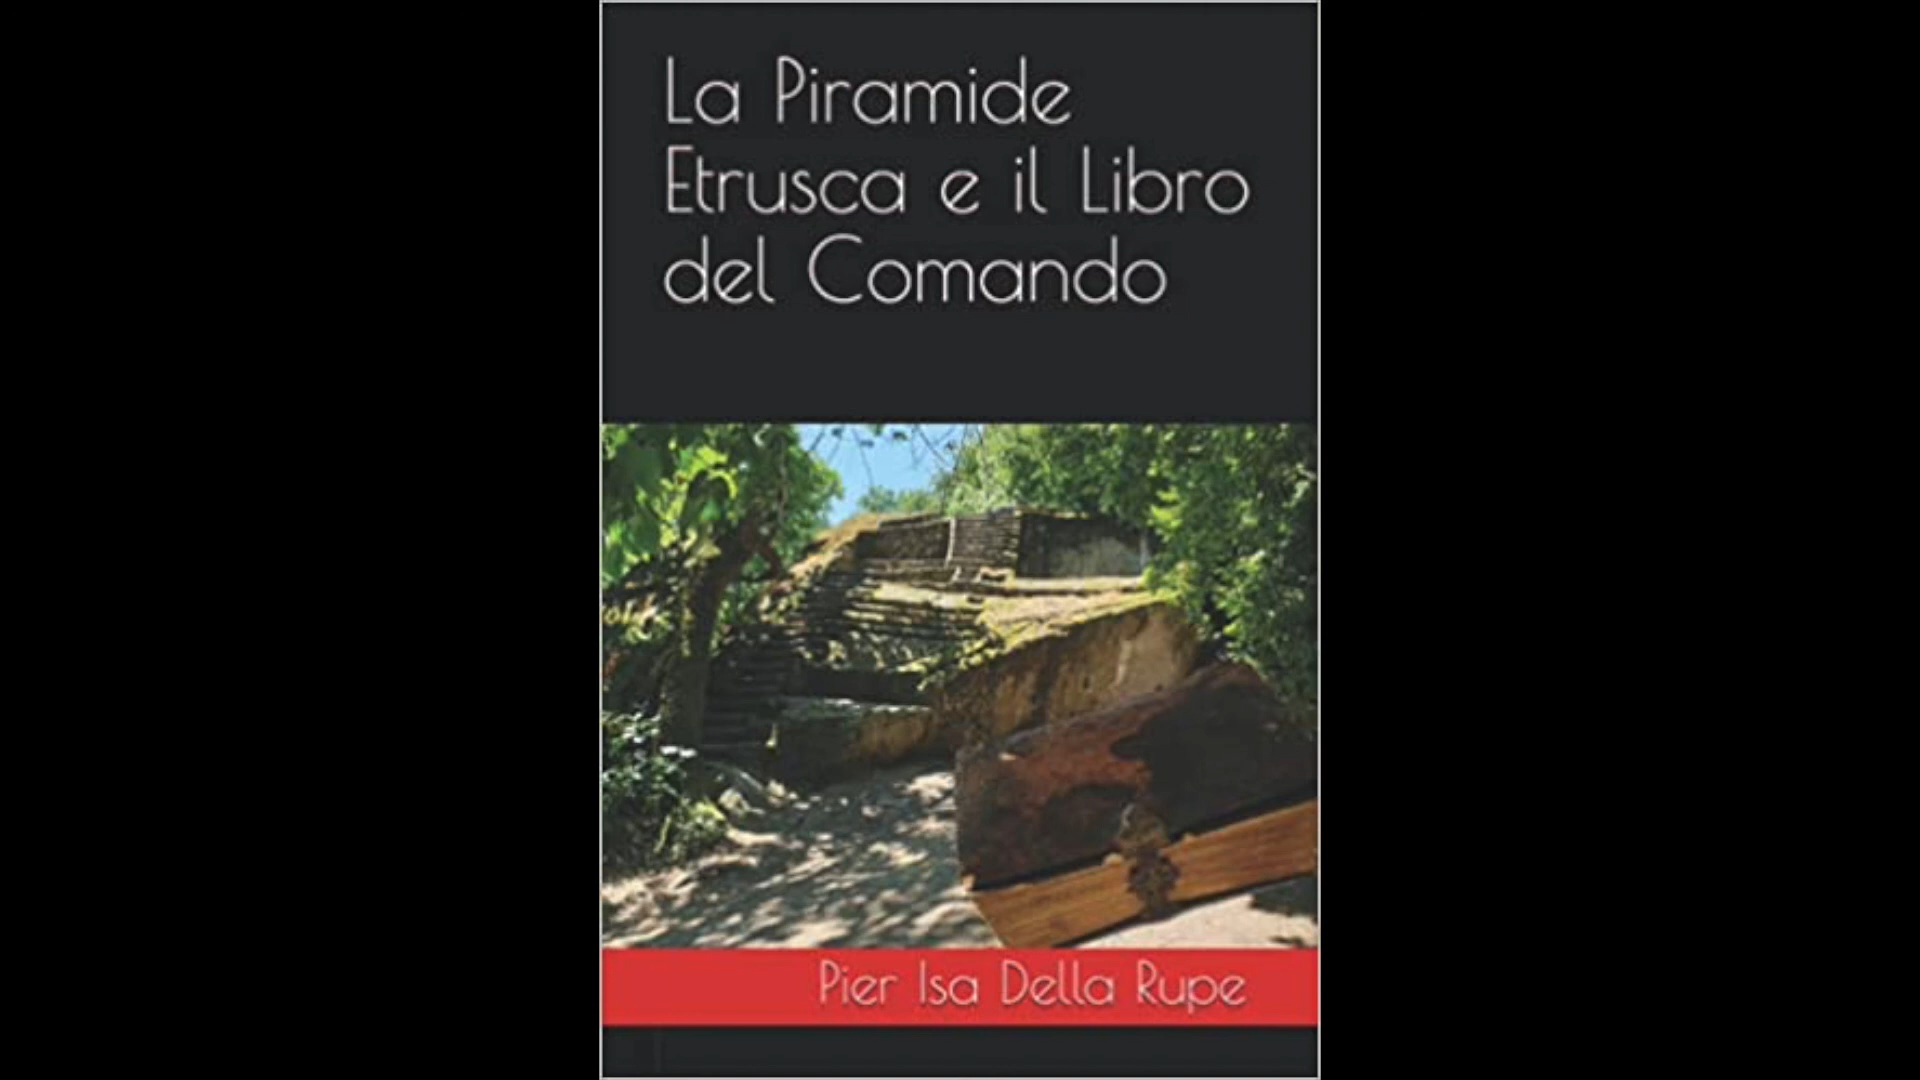 La Piramide
Etrusca e il Libro
del Comando
Pier Isa Della Rupe